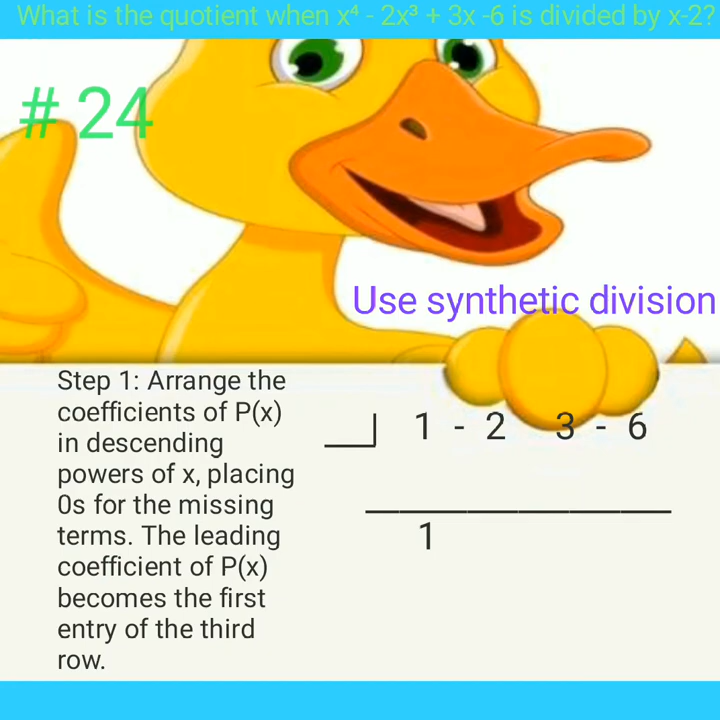 What is the quotient when x⁴ - 2x³ + 3x -6 is divided by x-2?
# 24
Use synthetic division
Step 1: Arrange the
coefficients of P(x)
in descending
powers of x, placing
0s for the missing
terms. The leading
coefficient of P(x)
becomes the first
entry of the third
row.
1 - 2 3 - 6
1